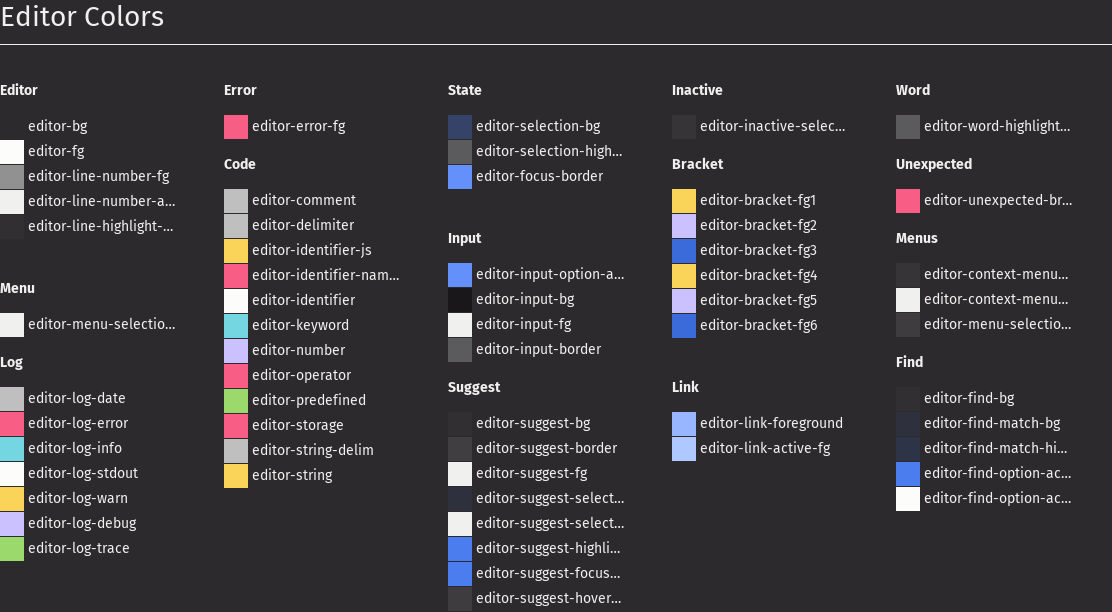 Editor Colors
Editor
editor-bg
editor-fg
editor-line-number-fg
editor-line-number-a...
editor-line-highlight-...
Menu
editor-menu-selectio...
Log
editor-log-date
editor-log-error
editor-log-info
editor-log-stdout
editor-log-warn
editor-log-debug
editor-log-trace
Error
editor-error-fg
Code
editor-comment
editor-delimiter
editor-identifier-js
editor-identifier-nam...
editor-identifier
editor-keyword
editor-number
editor-operator
editor-predefined
editor-storage
editor-string-delim
editor-string
State
editor-selection-bg
editor-selection-high...
editor-focus-border
Input
editor-input-option-a...
editor-input-bg
editor-input-fg
editor-input-border
Suggest
editor-suggest-bg
editor-suggest-border
editor-suggest-fg
editor-suggest-select...
editor-suggest-select...
editor-suggest-highli...
editor-suggest-focus...
editor-suggest-hover...
Inactive
editor-inactive-selec...
Bracket
editor-bracket-fg1
editor-bracket-fg2
editor-bracket-fg3
editor-bracket-fg4
editor-bracket-fg5
editor-bracket-fg6
Link
editor-link-foreground
editor-link-active-fg
Word
editor-word-highlight...
Unexpected
editor-unexpected-br...
Menus
editor-context-menu...
editor-context-menu...
editor-menu-selectio...
Find
editor-find-bg
editor-find-match-bg
editor-find-match-hi...
editor-find-option-ac...
editor-find-option-ac...